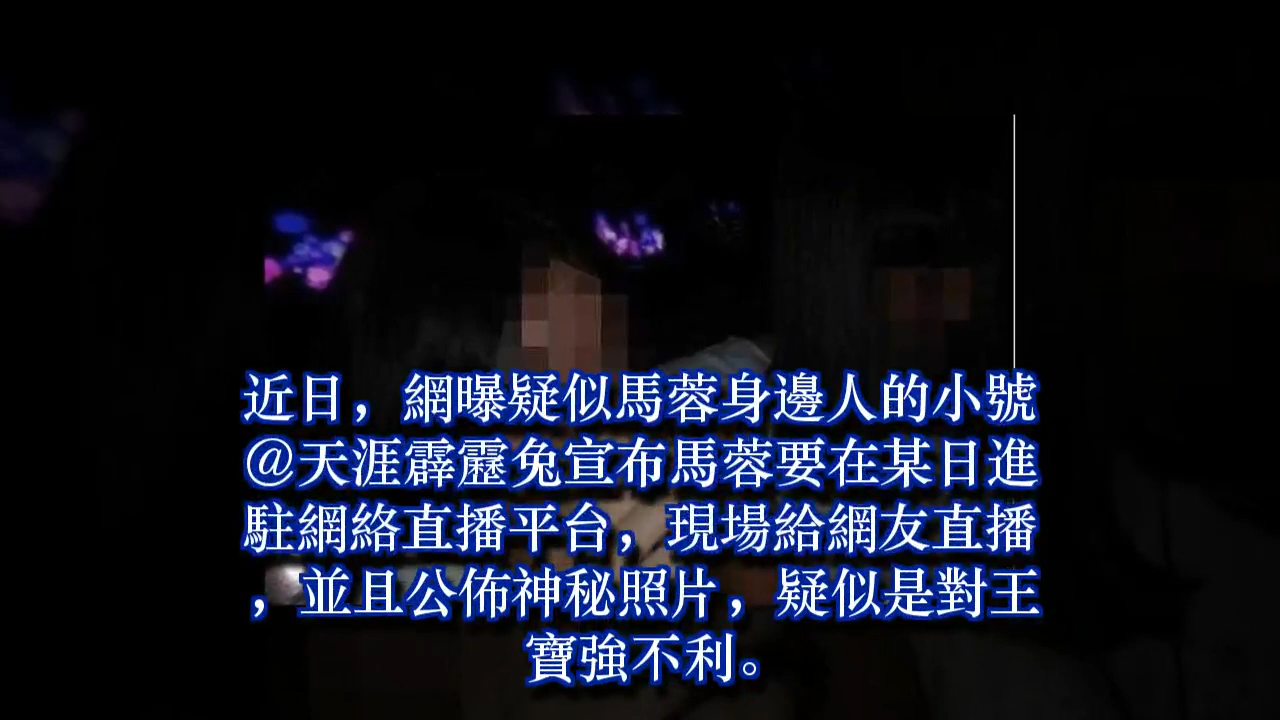 近日，網曝疑似馬蓉身邊人的小號
@天涯霹靂兔宣布馬蓉要在某日進
駐網絡直播平台，現場給網友直播
，並且公佈神秘照片，疑似是對王
寶強不利。